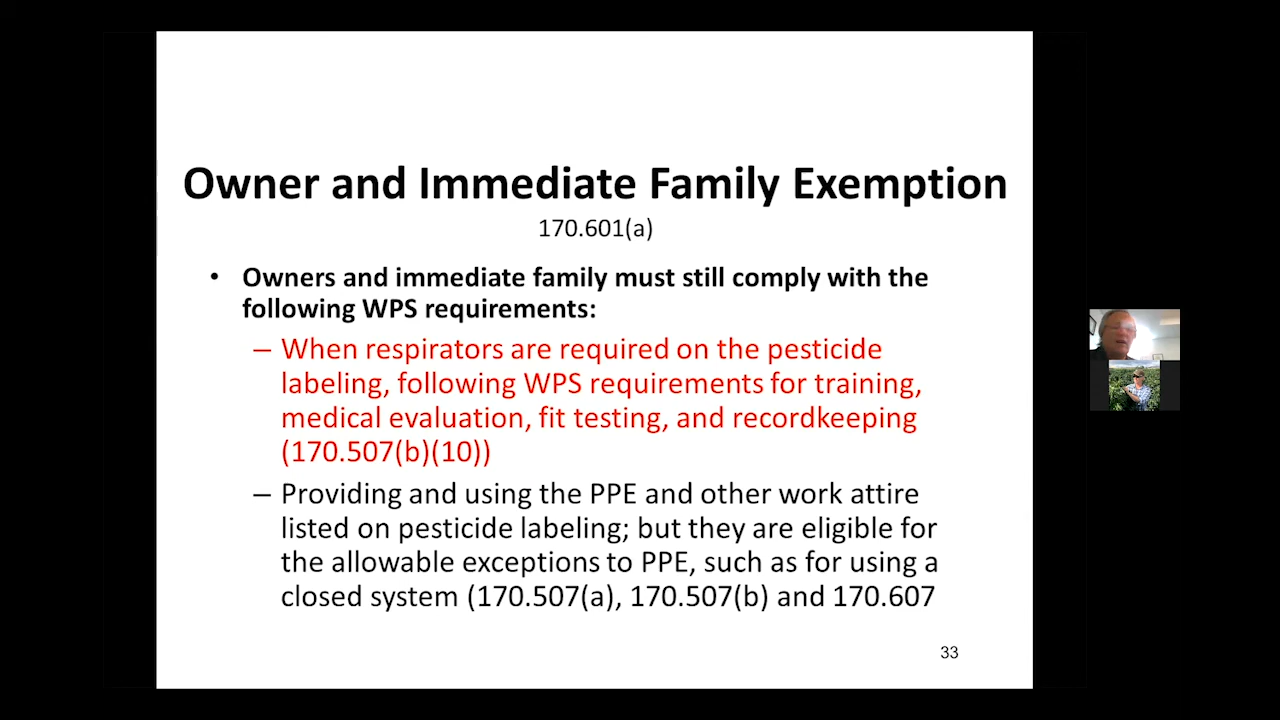 Owner and Immediate Family Exemption
170.601(a)
• Owners and immediate family must still comply with the
following WPS requirements:
– When respirators are required on the pesticide
labeling, following WPS requirements for training,
medical evaluation, fit testing, and recordkeeping
(170.507(b)(10))
– Providing and using the PPE and other work attire
listed on pesticide labeling; but they are eligible for
the allowable exceptions to PPE, such as for using a
closed system (170.507(a), 170.507(b) and 170.607
33